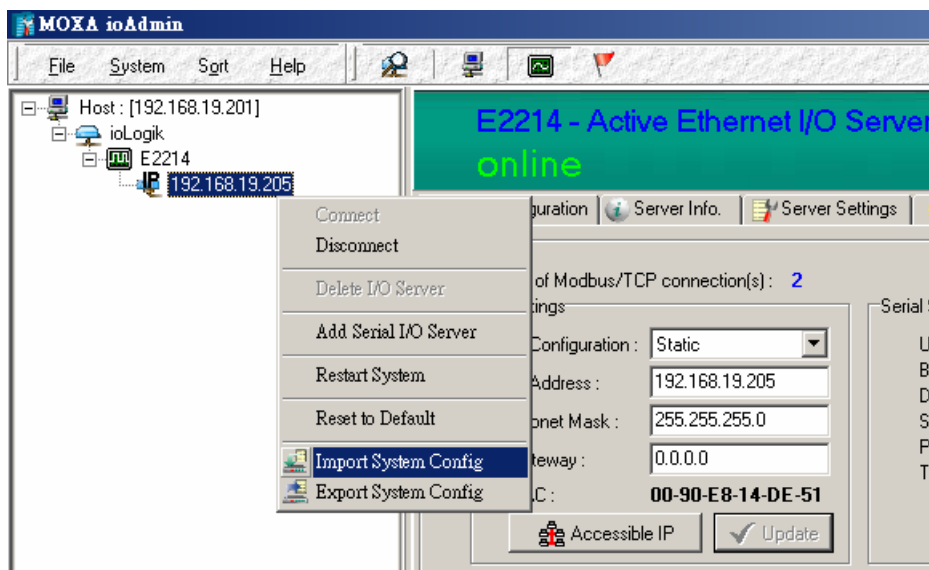 MOXA ioAdmin
File System Sort Help
Host : [192.168.19.201]
ioLogik
E2214
192.168.19.205
E2214 - Active Ethernet I/O Server
online
Connect
Disconnect
Delete I/O Server
Add Serial I/O Server
Restart System
Reset to Default
Import System Config
Export System Config
guration Server Info. Server Settings
of Modbus/TCP connection(s) : 2
tings
Configuration : Static
Address : 192.168.19.205
bnet Mask : 255.255.255.0
teway : 0.0.0.0
C : 00-90-E8-14-DE-51
Accessible IP Update
Serial
U
B
D
S
P
T